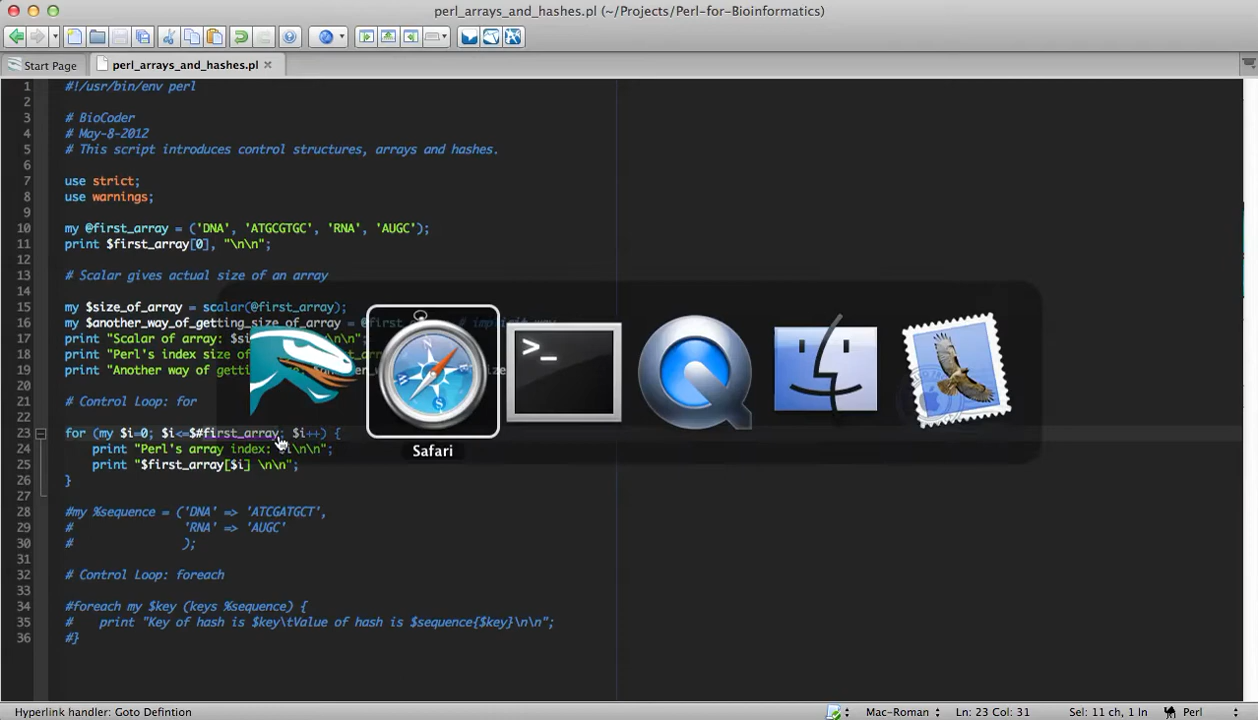 perl_arrays_and_hashes.pl (~/Projects/Perl-for-Bioinformatics)
Start Page
perl_arrays_and_hashes.pl
1 #!/usr/bin/env perl
2
3 # BioCoder
4 # May-8-2012
5 # This script introduces control structures, arrays and hashes.
6
7 use strict;
8 use warnings;
9
10 my @first_array = ('DNA', 'ATGCGTGC', 'RNA', 'AUGC');
11 print $first_array[0], "\n\n";
12
13 # Scalar gives actual size of an array
14
15 my $size_of_array = scalar(@first_array);
16 my $another_way_of_getting_size_of_array = @first
17 print "Scalar of array: $si \n\n";
18 print "Perl's index size of
19 print "Another way of getti
20
21 # Control Loop: for
22
23 for (my $i=0; $i<=$#first_array; $i++) {
24 print "Perl's array index: $i\n\n";
25 print "$first_array[$i] \n\n";
26 }
27
28 #my %sequence = ('DNA' => 'ATCGATGCT',
29 # 'RNA' => 'AUGC'
30 # );
31
32 # Control Loop: foreach
33
34 #foreach my $key (keys %sequence) {
35 # print "Key of hash is $key\tValue of hash is $sequence{$key}\n\n";
36 #}
>_
Safari
Hyperlink handler: Goto Defintion
Mac-Roman
Ln: 23 Col: 31
Sel: 11 ch, 1 ln
Perl